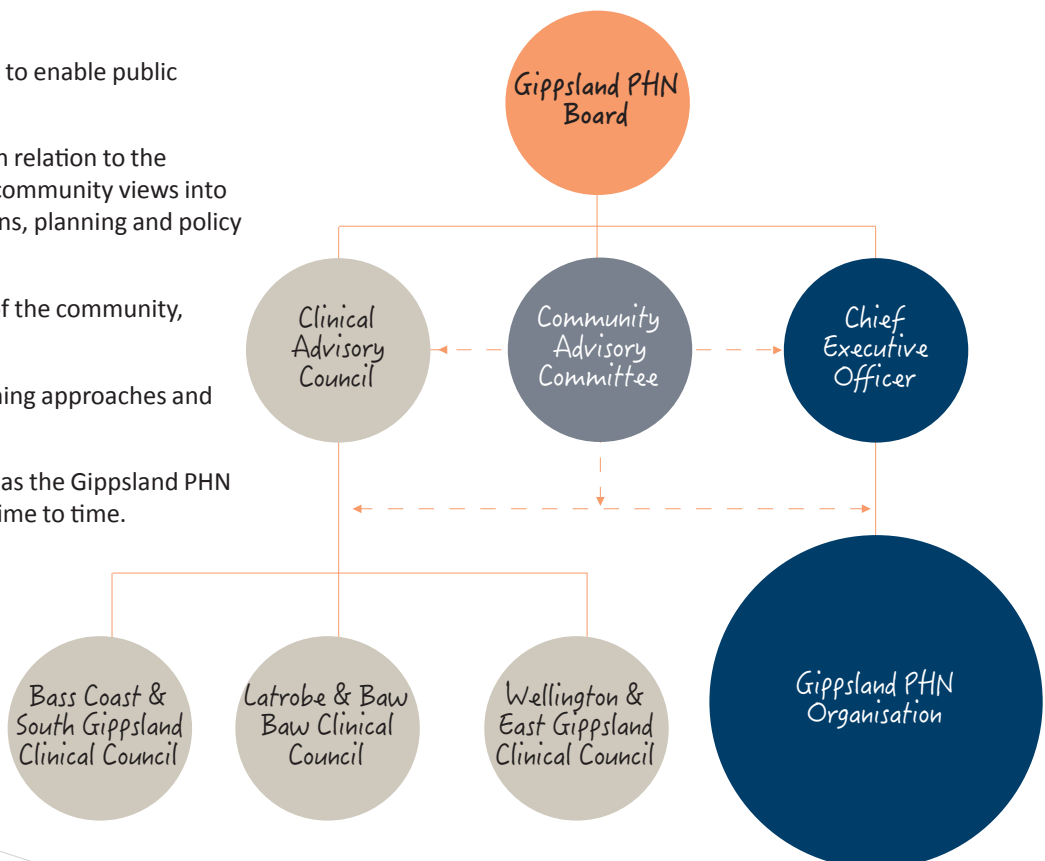 to enable public
n relation to the
community views into
ns, planning and policy
of the community,
ning approaches and
as the Gippsland PHN
ime to time.
Gippsland PHN
Board
Clinical
Advisory
Council
Community
Advisory
Committee
Chief
Executive
Officer
Bass Coast &
South Gippsland
Clinical Council
Latrobe & Baw
Baw Clinical
Council
Wellington &
East Gippsland
Clinical Council
Gippsland PHN
Organisation